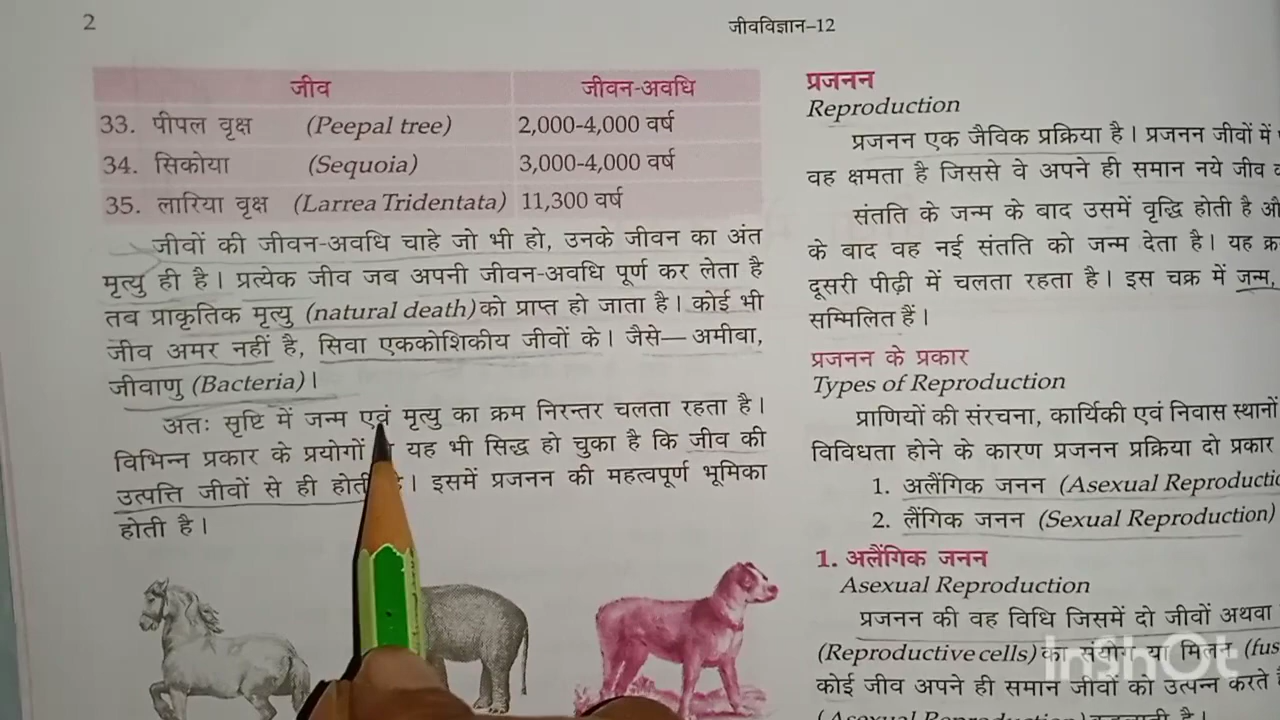 2
जीवविज्ञान–12
जीव जीवन-अवधि
33. पीपल वृक्ष (Peepal tree) 2,000-4,000 वर्ष
34. सिकोया (Sequoia) 3,000-4,000 वर्ष
35. लारिया वृक्ष (Larrea Tridentata) 11,300 वर्ष
जीवों की जीवन-अवधि चाहे जो भी हो, उनके जीवन का अंत
मृत्यु ही है। प्रत्येक जीव जब अपनी जीवन-अवधि पूर्ण कर लेता है
तब प्राकृतिक मृत्यु (natural death) को प्राप्त हो जाता है। कोई भी
जीव अमर नहीं है, सिवा एककोशिकीय जीवों के। जैसे— अमीबा,
जीवाणु (Bacteria)।
अतः सृष्टि में जन्म एवं मृत्यु का क्रम निरन्तर चलता रहता है।
विभिन्न प्रकार के प्रयोगों यह भी सिद्ध हो चुका है कि जीव की
उत्पत्ति जीवों से ही होती है। इसमें प्रजनन की महत्वपूर्ण भूमिका
होती है।
प्रजनन
Reproduction
प्रजनन एक जैविक प्रक्रिया है। प्रजनन जीवों में
वह क्षमता है जिससे वे अपने ही समान नये जीव
संतति के जन्म के बाद उसमें वृद्धि होती है
के बाद वह नई संतति को जन्म देता है। यह
दूसरी पीढ़ी में चलता रहता है। इस चक्र में जन्म,
सम्मिलित हैं।
प्रजनन के प्रकार
Types of Reproduction
प्राणियों की संरचना, कार्यिकी एवं निवास स्थानों
विविधता होने के कारण प्रजनन प्रक्रिया दो प्रकार
1. अलैंगिक जनन (Asexual Reproductio
2. लैंगिक जनन (Sexual Reproduction)
1. अलैंगिक जनन
Asexual Reproduction
प्रजनन की वह विधि जिसमें दो जीवों अथवा
(Reproductive cells) का संयोग या मिलन (fus
कोई जीव अपने ही समान जीवों को उत्पन्न करते
InShOt